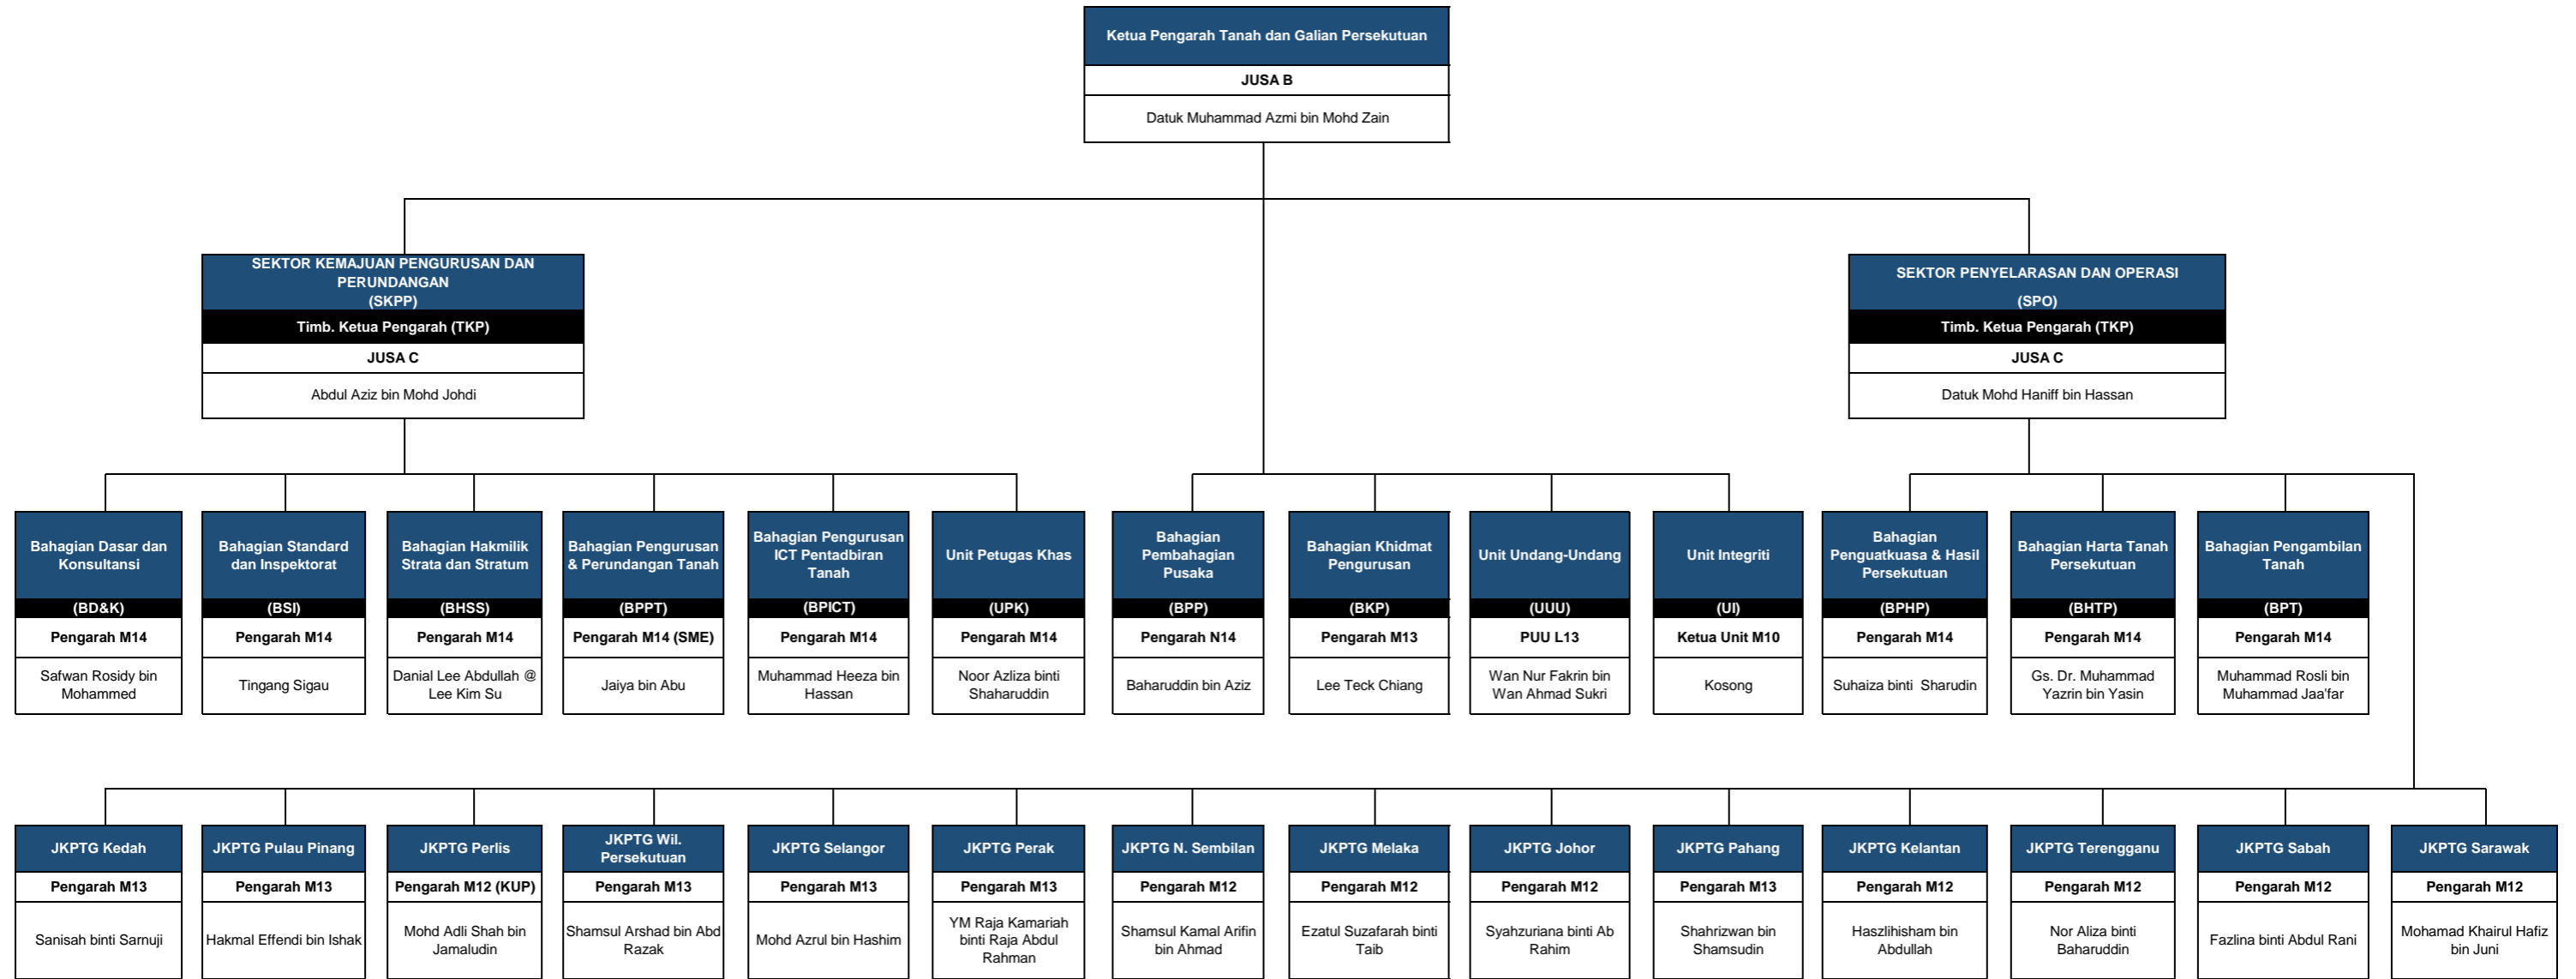 Ketua Pengarah Tanah dan Galian Persekutuan
JUSA B
Datuk Muhammad Azmi bin Mohd Zain
SEKTOR KEMAJUAN PENGURUSAN DAN
PERUNDANGAN
(SKPP)
Timb. Ketua Pengarah (TKP)
JUSA C
Abdul Aziz bin Mohd Johdi
SEKTOR PENYELARASAN DAN OPERASI
(SPO)
Timb. Ketua Pengarah (TKP)
JUSA C
Datuk Mohd Haniff bin Hassan
Bahagian Dasar dan
Konsultansi
(BD&K)
Pengarah M14
Safwan Rosidy bin
Mohammed
Bahagian Standard
dan Inspektorat
(BSI)
Pengarah M14
Tingang Sigau
Bahagian Hakmilik
Strata dan Stratum
(BHSS)
Pengarah M14
Danial Lee Abdullah @
Lee Kim Su
Bahagian Pengurusan
& Perundangan Tanah
(BPPT)
Pengarah M14 (SME)
Jaiya bin Abu
Bahagian Pengurusan
ICT Pentadbiran
Tanah
(BPICT)
Pengarah M14
Muhammad Heeza bin
Hassan
Unit Petugas Khas
(UPK)
Pengarah M14
Noor Azliza binti
Shaharuddin
Bahagian
Pembahagian
Pusaka
(BPP)
Pengarah N14
Baharuddin bin Aziz
Bahagian Khidmat
Pengurusan
(BKP)
Pengarah M13
Lee Teck Chiang
Unit Undang-Undang
(UUU)
PUU L13
Wan Nur Fakrin bin
Wan Ahmad Sukri
Unit Integriti
(UI)
Ketua Unit M10
Kosong
Bahagian
Penguatkuasa & Hasil
Persekutuan
(BPHP)
Pengarah M14
Suhaiza binti Sharudin
Bahagian Harta Tanah
Persekutuan
(BHTP)
Pengarah M14
Gs. Dr. Muhammad
Yazrin bin Yasin
Bahagian Pengambilan
Tanah
(BPT)
Pengarah M14
Muhammad Rosli bin
Muhammad Jaa'far
JKPTG Kedah
Pengarah M13
Sanisah binti Sarnuji
JKPTG Pulau Pinang
Pengarah M13
Hakmal Effendi bin Ishak
JKPTG Perlis
Pengarah M12 (KUP)
Mohd Adli Shah bin
Jamaludin
JKPTG Wil.
Persekutuan
Pengarah M13
Shamsul Arshad bin Abd
Razak
JKPTG Selangor
Pengarah M13
Mohd Azrul bin Hashim
JKPTG Perak
Pengarah M13
YM Raja Kamariah
binti Raja Abdul
Rahman
JKPTG N. Sembilan
Pengarah M12
Shamsul Kamal Arifin
bin Ahmad
JKPTG Melaka
Pengarah M12
Ezatul Suzafarah binti
Taib
JKPTG Johor
Pengarah M12
Syahzuriana binti Ab
Rahim
JKPTG Pahang
Pengarah M13
Shahrizwan bin
Shamsudin
JKPTG Kelantan
Pengarah M12
Haszlihisham bin
Abdullah
JKPTG Terengganu
Pengarah M12
Nor Aliza binti
Baharuddin
JKPTG Sabah
Pengarah M12
Fazlina binti Abdul Rani
JKPTG Sarawak
Pengarah M12
Mohamad Khairul Hafiz
bin Juni